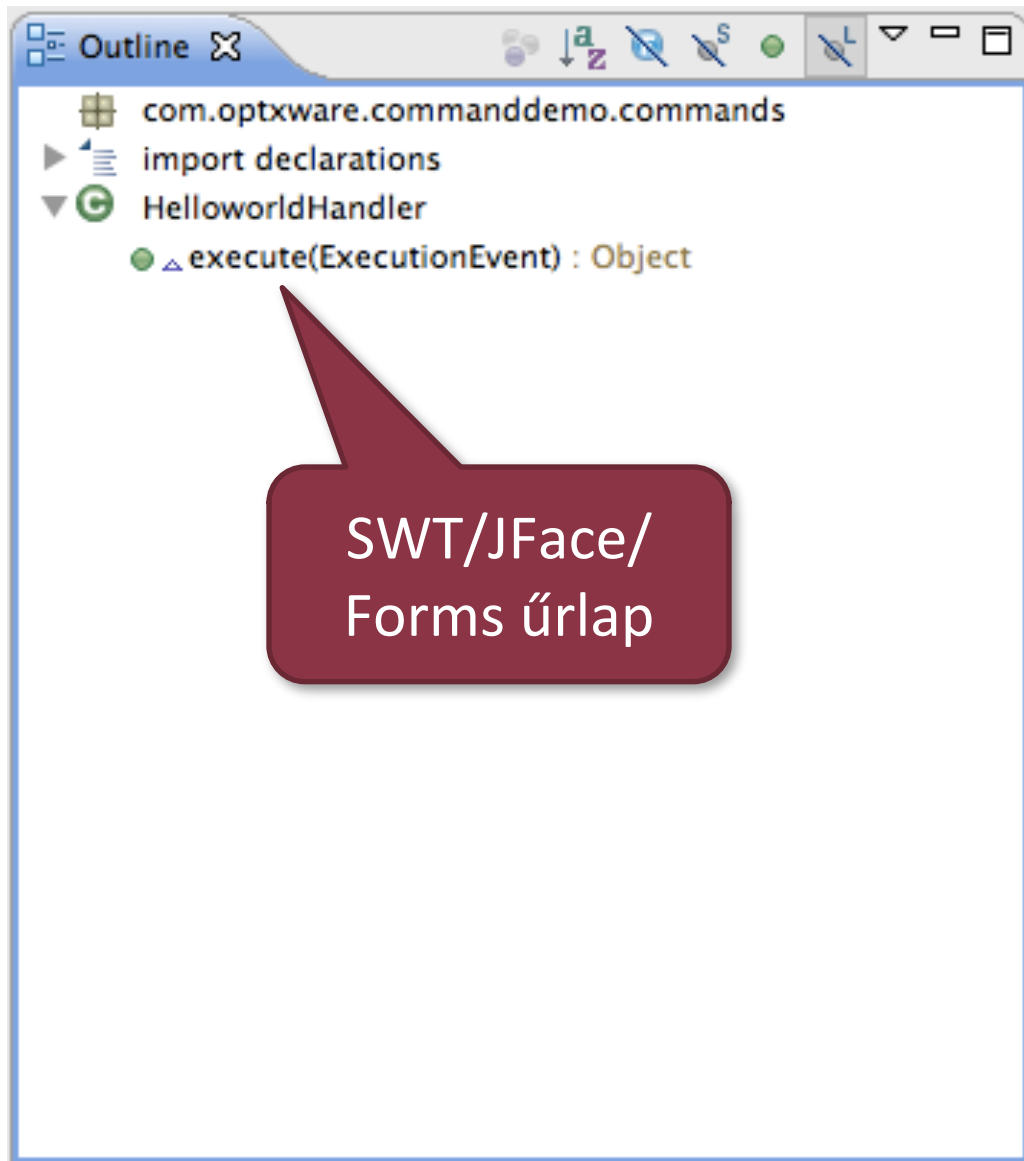 Outline
com.optxware.commanddemo.commands
import declarations
HelloworldHandler
execute(ExecutionEvent) : Object
SWT/JFace/
Forms űrlap